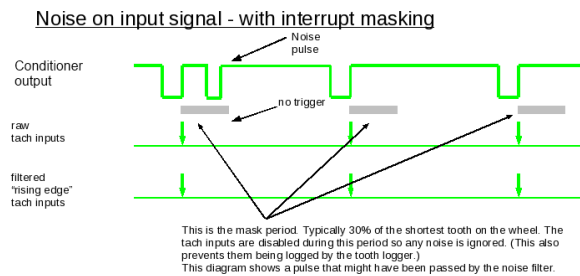 Noise on input signal - with interrupt masking
Noise
pulse
Conditioner
output
no trigger
raw
tach inputs
filtered
"rising edge"
tach inputs
This is the mask period. Typically 30% of the shortest tooth on the wheel. The
tach inputs are disabled during this period so any noise is ignored. (This also
prevents them being logged by the tooth logger.)
This diagram shows a pulse that might have been passed by the noise filter.